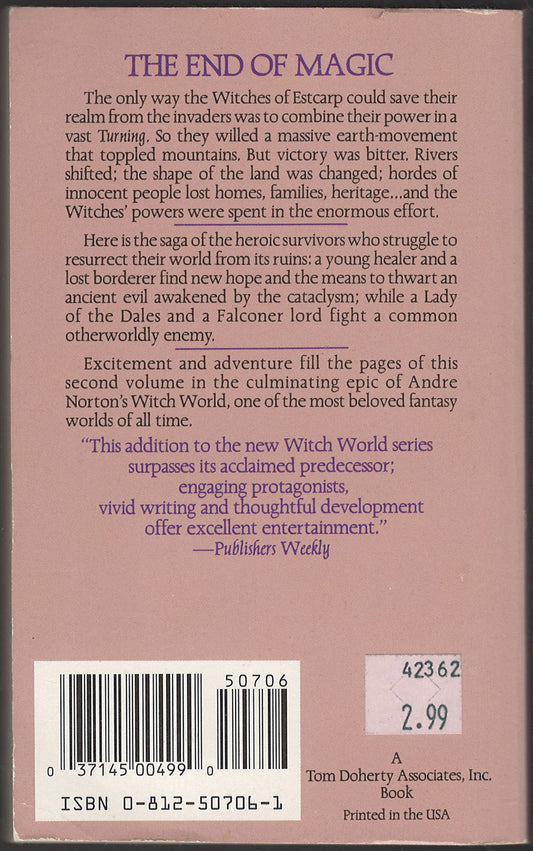 THE END OF MAGIC
The only way the Witches of Estcarp could save their
realm from the invaders was to combine their power in a
vast Turning. So they willed a massive earth-movement
that toppled mountains. But victory was bitter. Rivers
shifted; the shape of the land was changed; hordes of
innocent people lost homes, families, heritage...and the
Witches' powers were spent in the enormous effort.
Here is the saga of the heroic survivors who struggle to
resurrect their world from its ruins: a young healer and a
lost borderer find new hope and the means to thwart an
ancient evil awakened by the cataclysm; while a Lady
of the Dales and a Falconer lord fight a common
otherworldly enemy.
Excitement and adventure fill the pages of this
second volume in the culminating epic of Andre
Norton's Witch World, one of the most beloved fantasy
worlds of all time.
"This addition to the new Witch World series
surpasses its acclaimed predecessor;
engaging protagonists,
vivid writing and thoughtful development
offer excellent entertainment."
—Publishers Weekly
50706
0 37145 00499 0
ISBN 0-812-50706-1
42362
2.99
A
Tom Doherty Associates, Inc.
Book
Printed in the USA